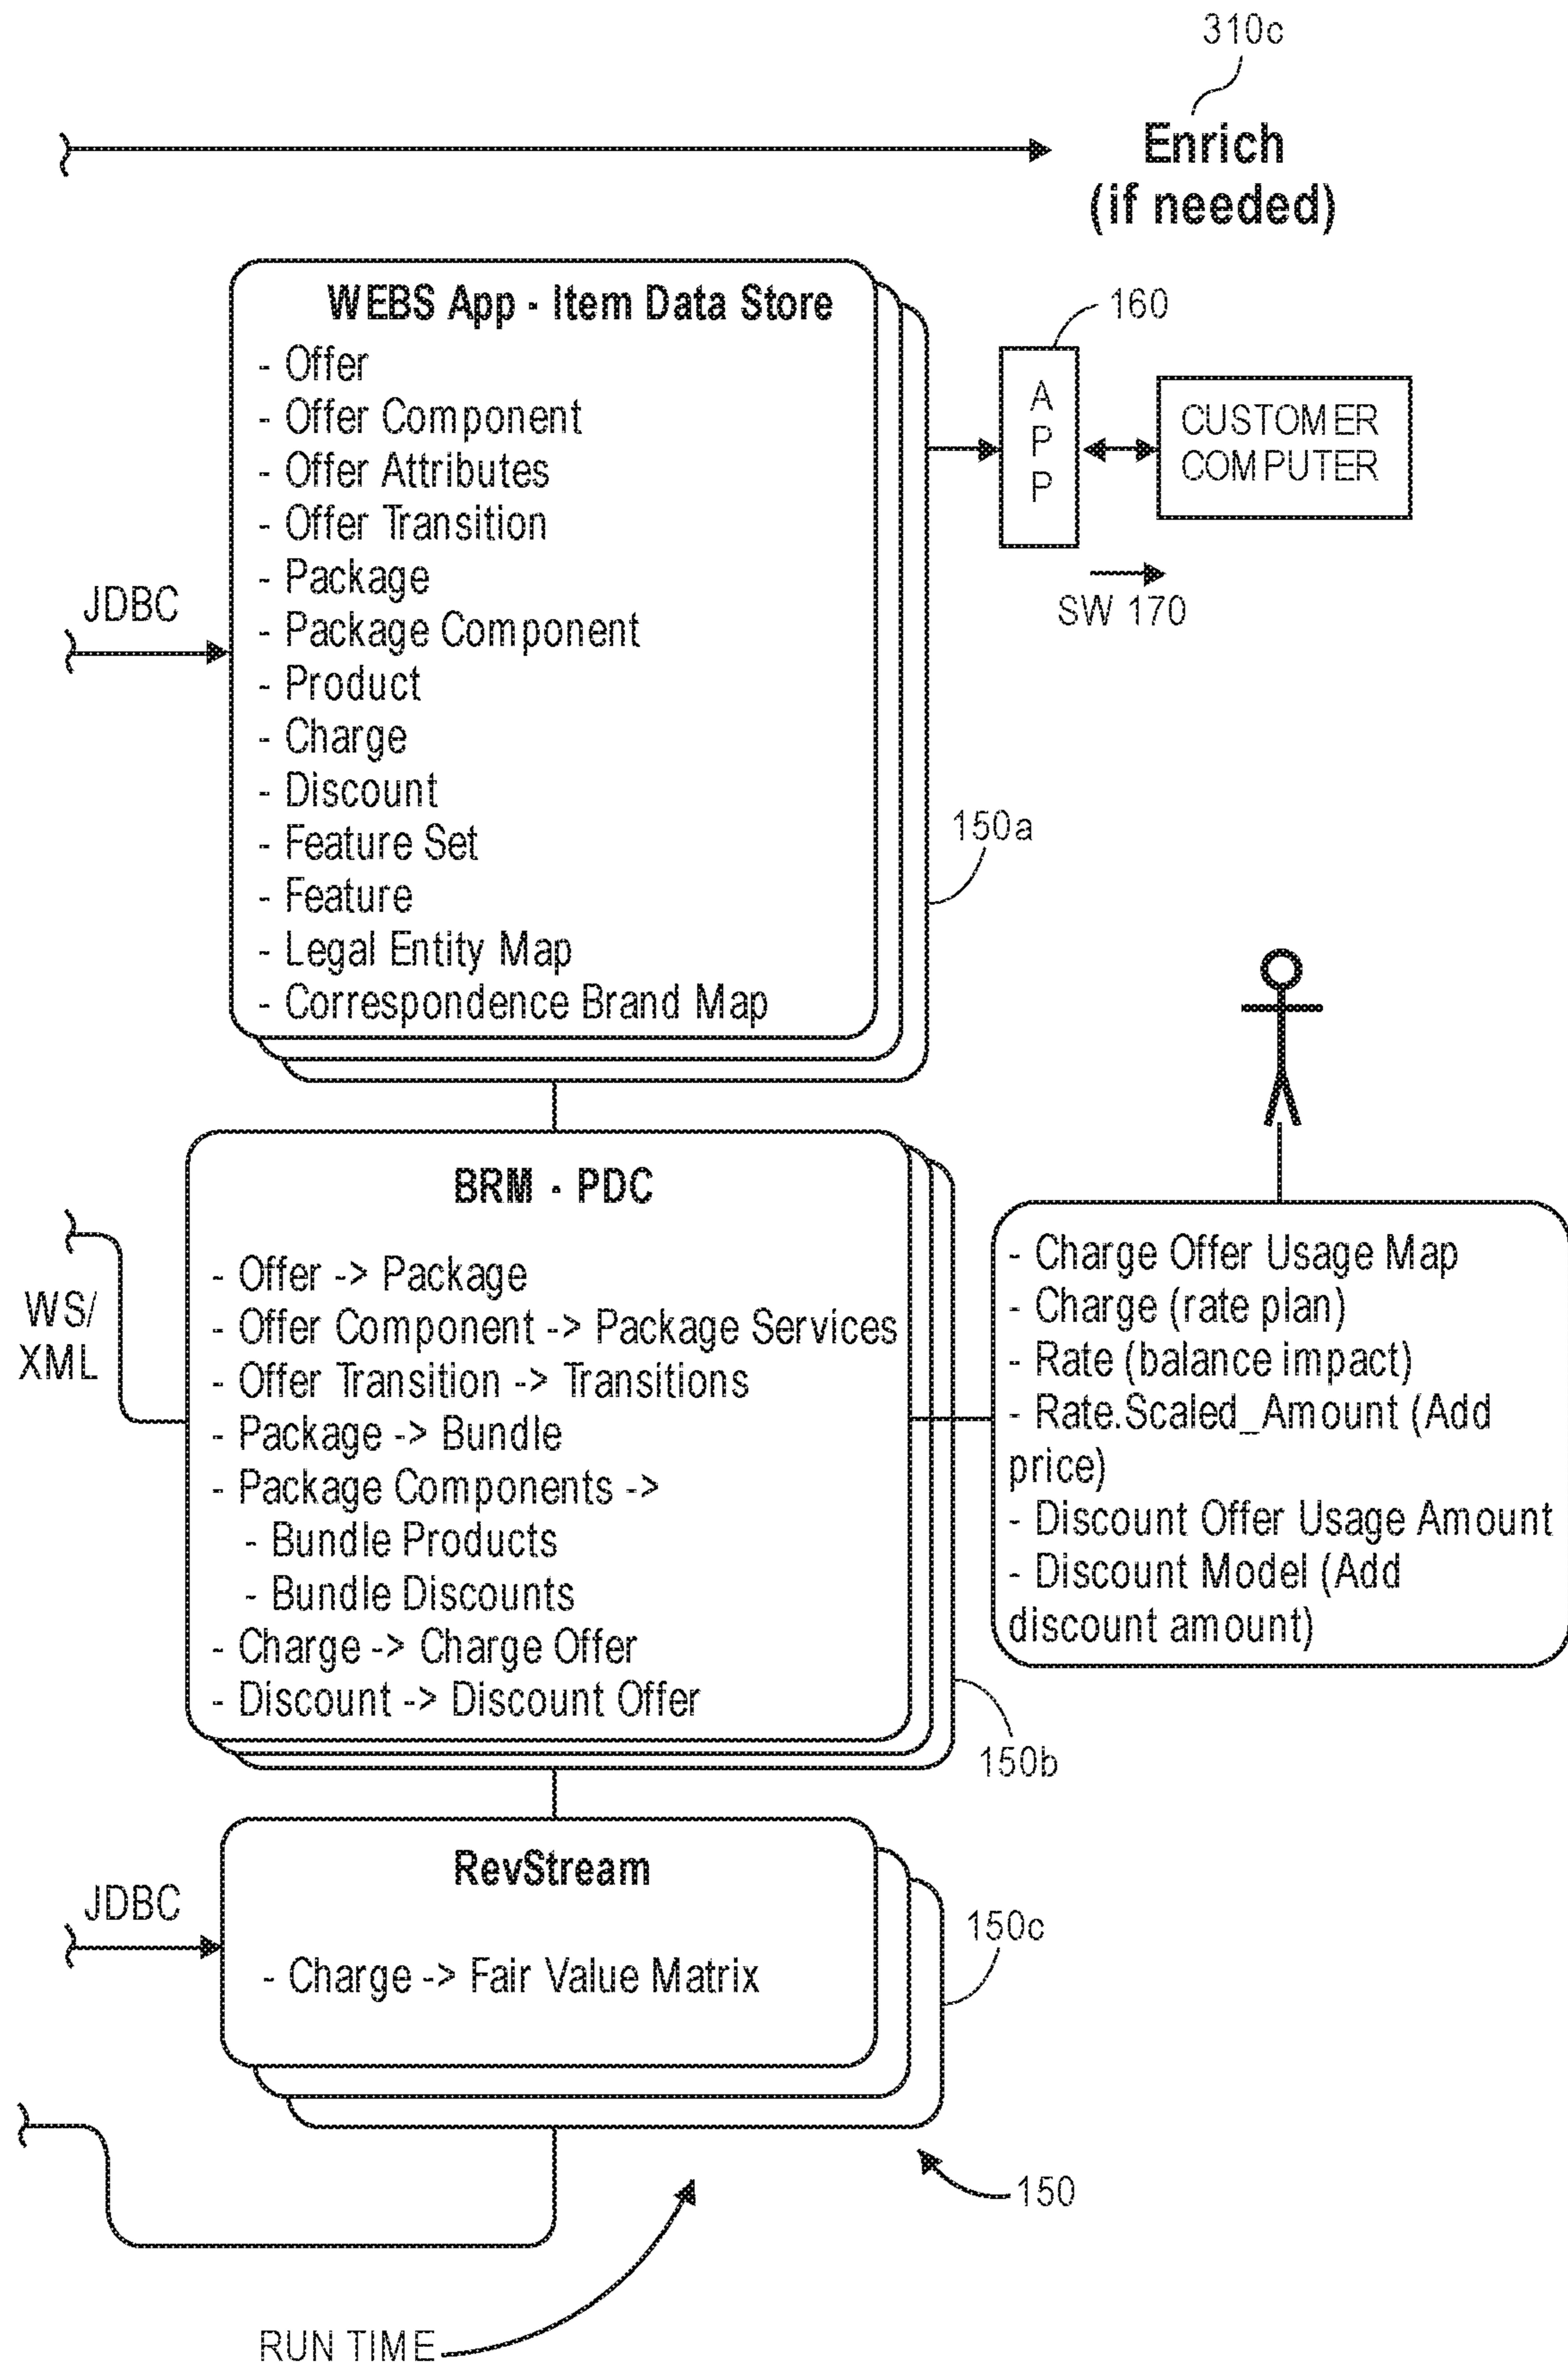 310c
Enrich
(if needed)
WEBS App - Item Data Store
- Offer
- Offer Component
- Offer Attributes
- Offer Transition
- Package
- Package Component
- Product
- Charge
- Discount
- Feature Set
- Feature
- Legal Entity Map
- Correspondence Brand Map
JDBC
160
A
P
P
CUSTOMER
COMPUTER
SW 170
150a
BRM - PDC
- Offer -> Package
- Offer Component -> Package Services
- Offer Transition -> Transitions
- Package -> Bundle
- Package Components ->
- Bundle Products
- Bundle Discounts
- Charge -> Charge Offer
- Discount -> Discount Offer
WS/
XML
- Charge Offer Usage Map
- Charge (rate plan)
- Rate (balance impact)
- Rate.Scaled_Amount (Add
price)
- Discount Offer Usage Amount
- Discount Model (Add
discount amount)
150b
RevStream
- Charge -> Fair Value Matrix
JDBC
150c
150
RUN TIME